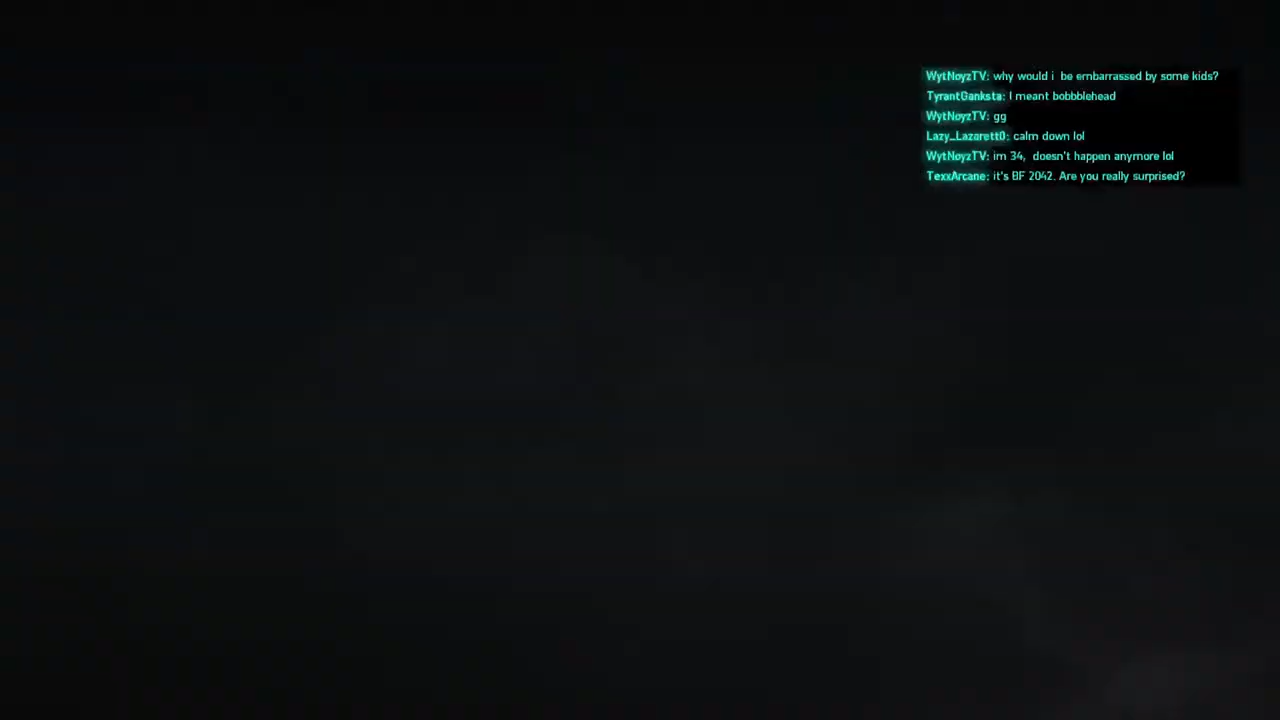 WytNoyzTV: why would i be embarrassed by some kids?
TyrantGanksta: I meant bobbblehead
WytNoyzTV: gg
Lazy_Lazarett0: calm down lol
WytNoyzTV: im 34, doesn't happen anymore lol
TexxArcane: it's BF 2042. Are you really surprised?